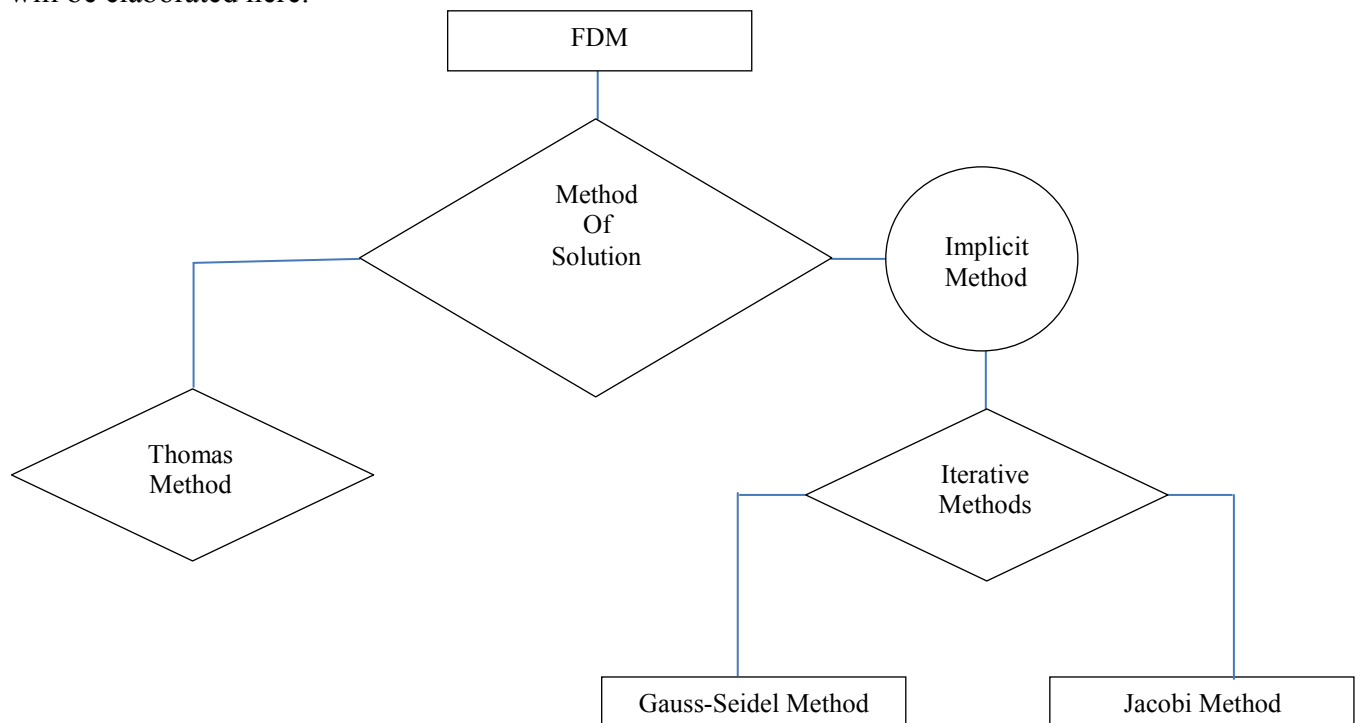 will be elaborated here.
FDM
Method
Of
Solution
Implicit
Method
Thomas
Method
Iterative
Methods
Gauss-Seidel Method
Jacobi Method